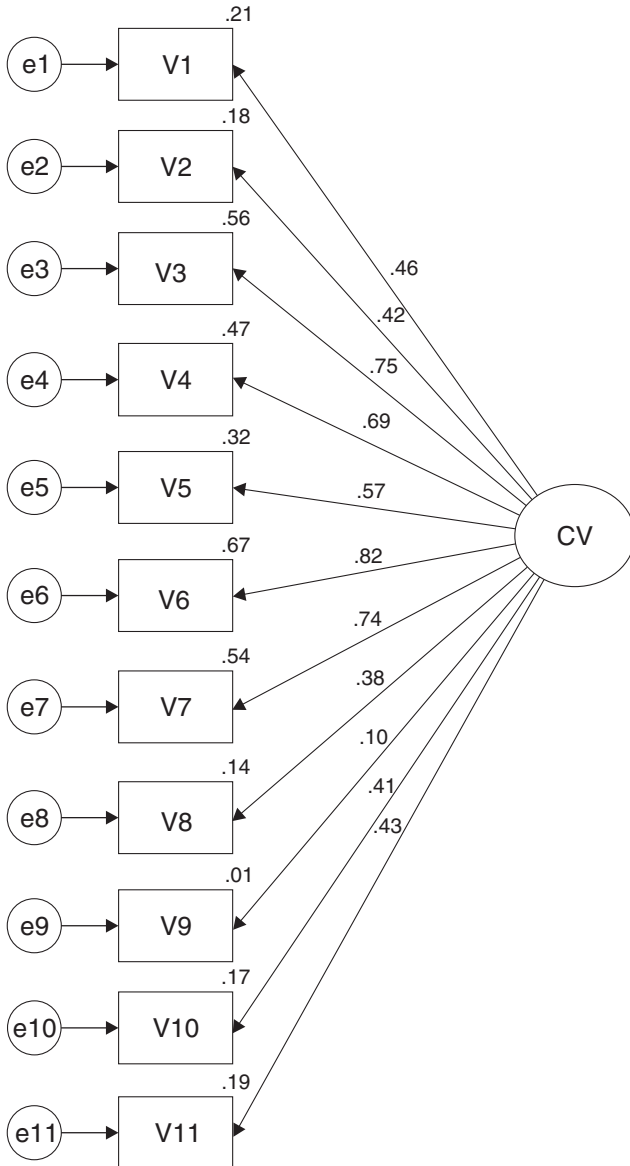 .21
e1
V1
.18
e2
V2
.56
e3
V3
.46
.42
.47
.75
e4
V4
.69
.32
e5
V5
.57
CV
.67
.82
e6
V6
.74
.54
e7
V7
.38
.10
.14
.41
e8
V8
.43
.01
e9
V9
.17
e10
V10
.19
e11
V11